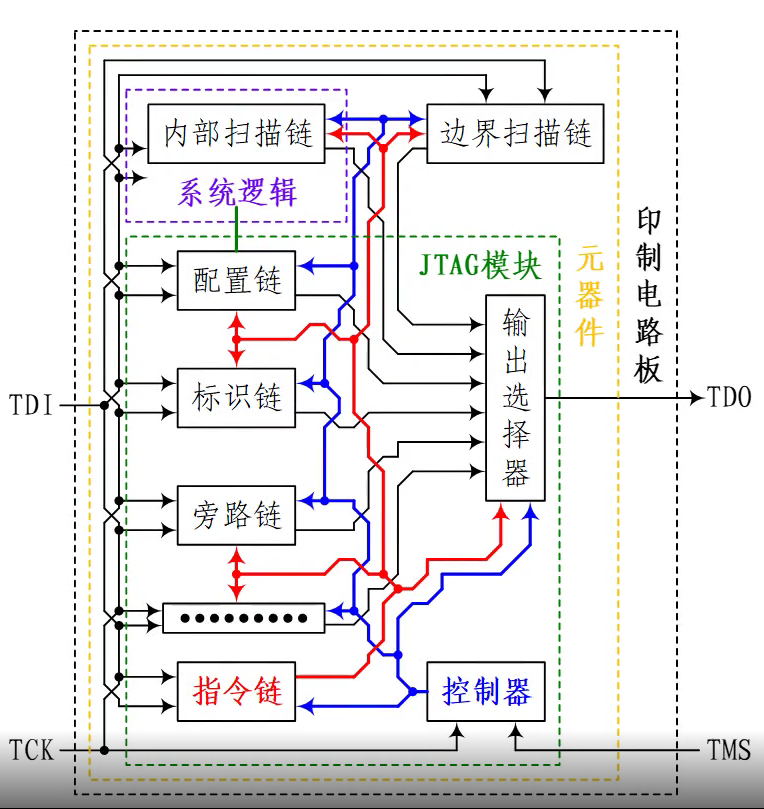 内部扫描链
边界扫描链
系统逻辑
印制电路板
元器件
JTAG模块
配置链
输出选择器
标识链
TDI
TDO
旁路链
指令链
控制器
TCK
TMS